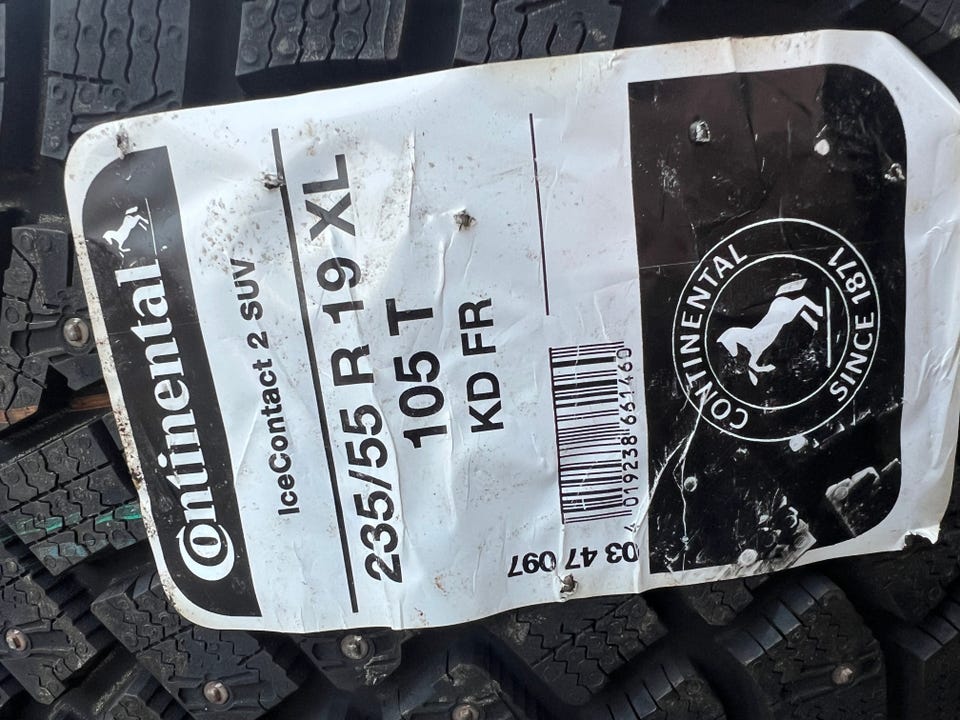 Continental
IceContact 2 SUV
235/55 R 19 XL
105 T
KD FR
4 019238 661460
03 47 097
CONTINENTAL
SINCE 1871